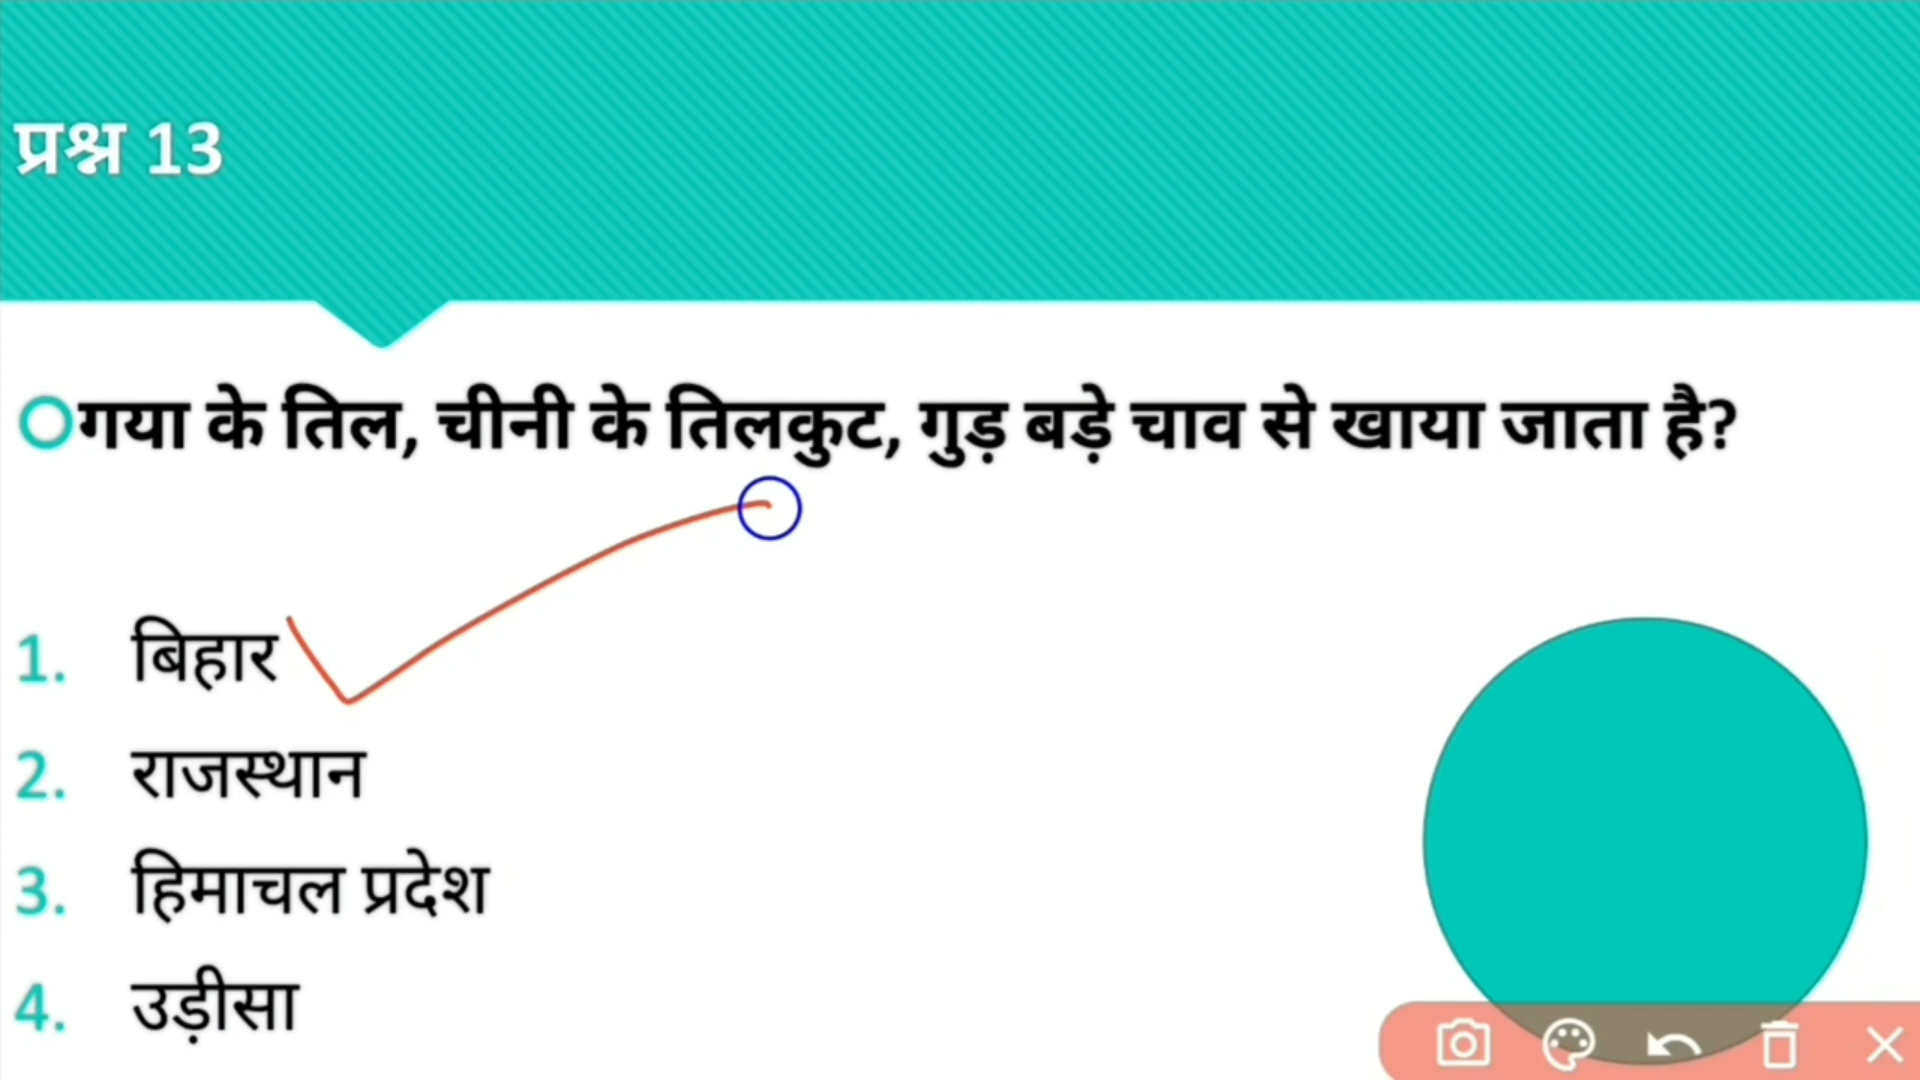 प्रश्न 13
गया के तिल, चीनी के तिलकुट, गुड़ बड़े चाव से खाया जाता है?
1. बिहार
2. राजस्थान
3. हिमाचल प्रदेश
4. उड़ीसा